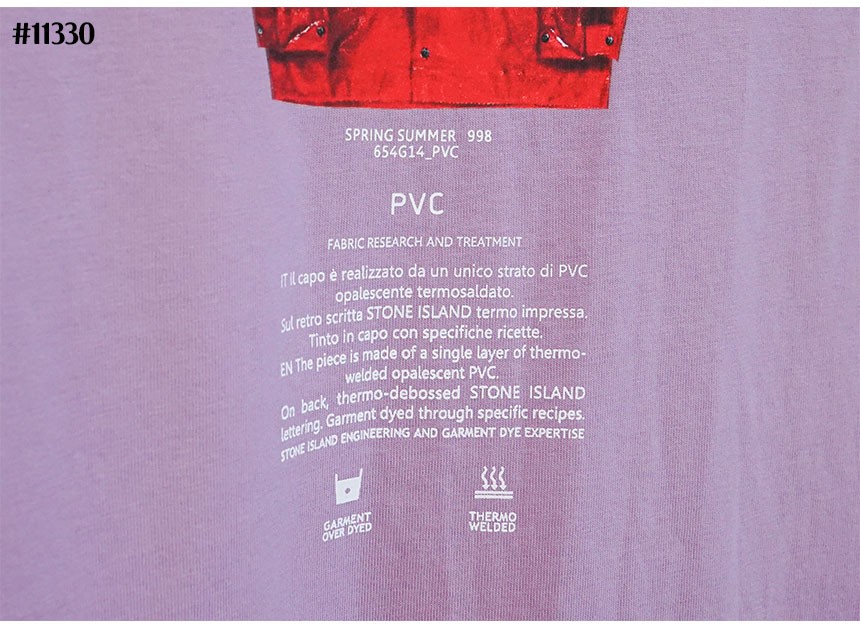 #11330
SPRING SUMMER 998
654G14_PVC
PVC
FABRIC RESEARCH AND TREATMENT
IT Il capo è realizzato da un unico strato di PVC
opalescente termosaldato.
Sul retro scritta STONE ISLAND termo impressa.
Tinto in capo con specifiche ricette.
EN The piece is made of a single layer of thermo-
welded opalescent PVC.
On back, thermo-debossed STONE ISLAND
lettering. Garment dyed through specific recipes.
STONE ISLAND ENGINEERING AND GARMENT DYE EXPERTISE
GARMENT
OVER DYED
THERMO
WELDED